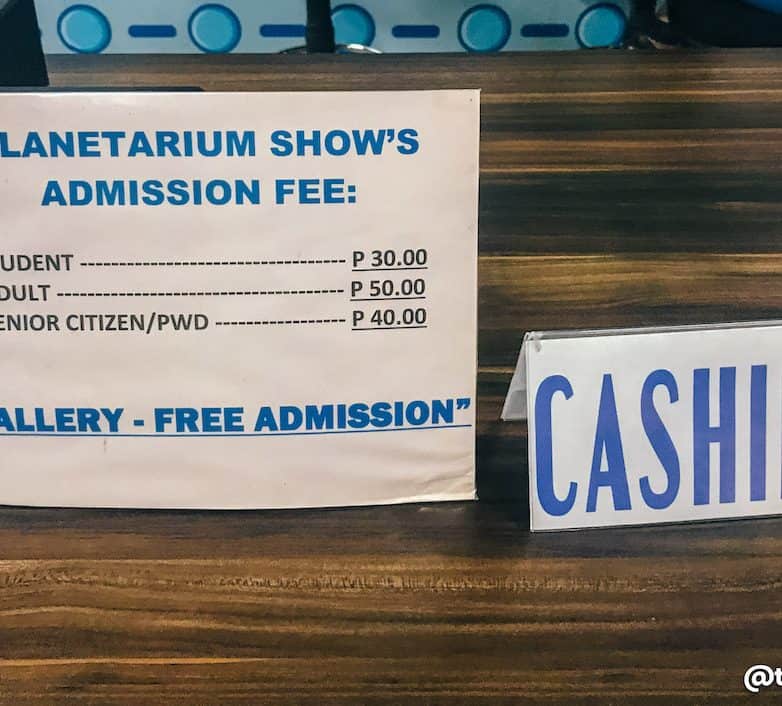 LANETARIUM SHOW'S
ADMISSION FEE:
UDENT ---------------------------------- P 30.00
DULT ------------------------------------- P 50.00
ENIOR CITIZEN/PWD ----------------- P 40.00
ALLERY - FREE ADMISSION"
CASHI
@t